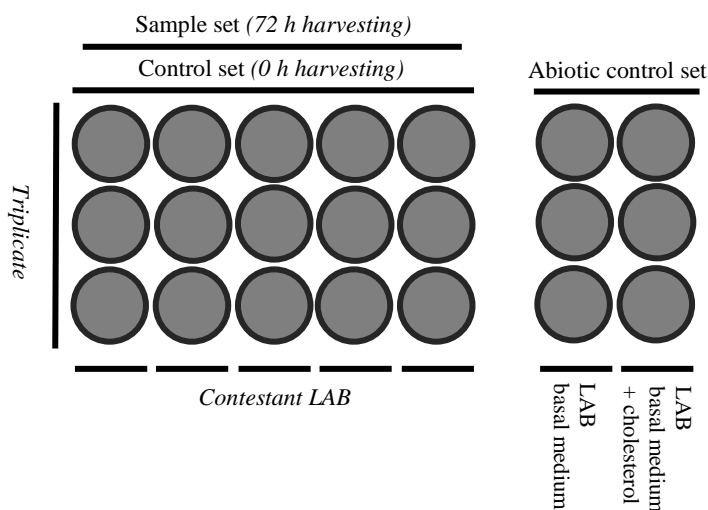 Sample set (72 h harvesting)
Control set (0 h harvesting)
Abiotic control set
Triplicate
Contestant LAB
LAB
basal medium
LAB
basal medium
+ cholesterol